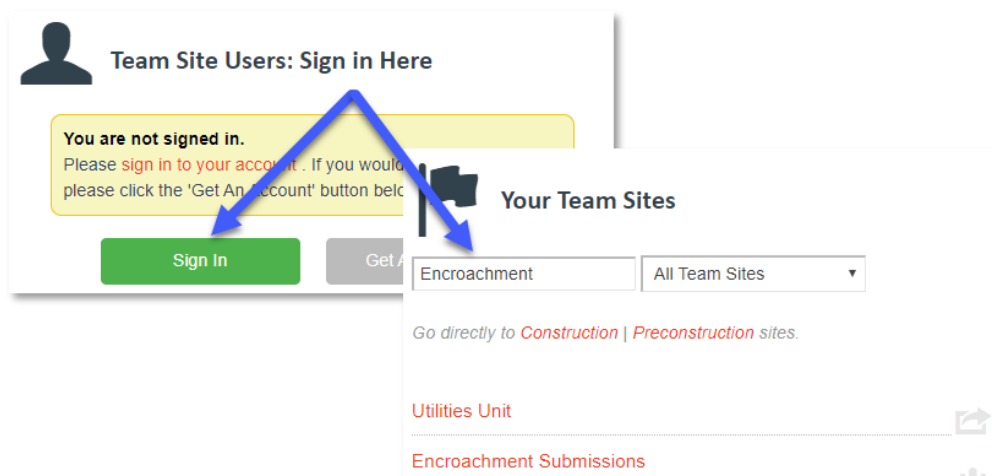 Team Site Users: Sign in Here
You are not signed in.
Please sign in to your account . If you would
please click the 'Get An Account' button
Sign In
Get
Your Team Sites
Encroachment
All Team Sites
Go directly to Construction | Preconstruction sites.
Utilities Unit
Encroachment Submissions